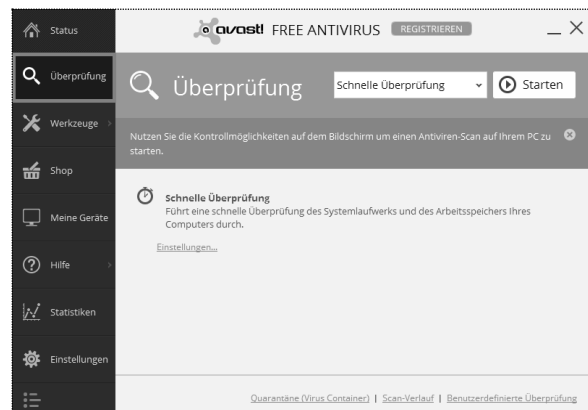 Status
avast! FREE ANTIVIRUS REGISTRIEREN
Überprüfung
Überprüfung Schnelle Überprüfung Starten
Werkzeuge
Nutzen Sie die Kontrollmöglichkeiten auf dem Bildschirm um einen Antiviren-Scan auf Ihrem PC zu
starten.
Shop
Schnelle Überprüfung
Führt eine schnelle Überprüfung des Systemlaufwerks und des Arbeitsspeichers Ihres
Computers durch.
Meine Geräte
Einstellungen...
Hilfe
Statistiken
Einstellungen
Quarantäne (Virus Container) | Scan-Verlauf | Benutzerdefinierte Überprüfung